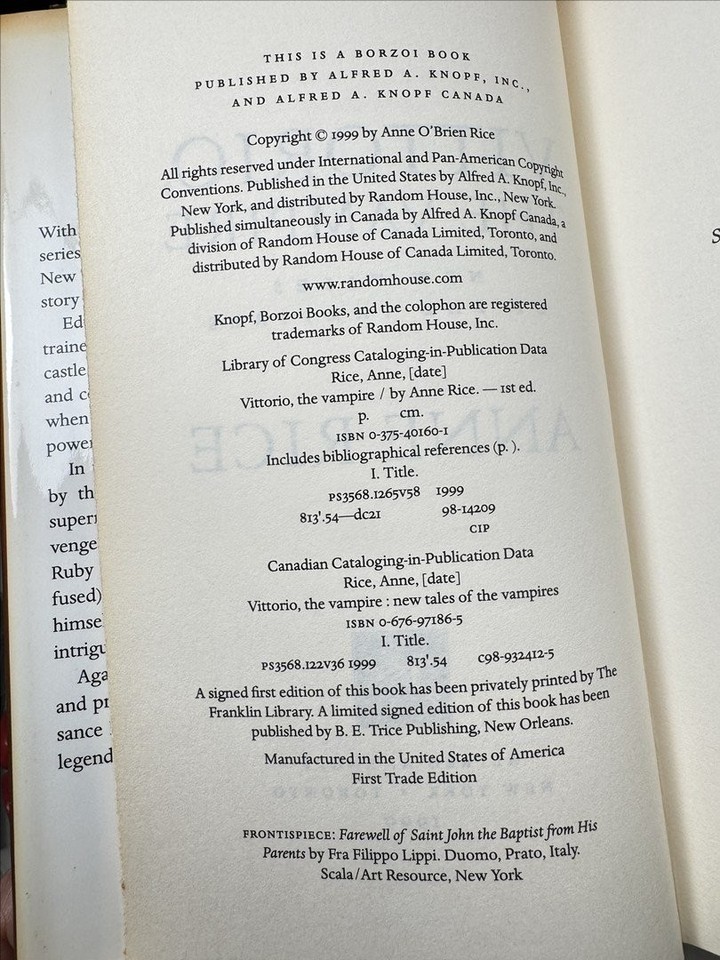 THIS IS A BORZOI BOOK
PUBLISHED BY ALFRED A. KNOPF, INC.,
AND ALFRED A. KNOPF CANADA
Copyright © 1999 by Anne O'Brien Rice
All rights reserved under International and Pan-American Copyright
Conventions. Published in the United States by Alfred A. Knopf, Inc.,
New York, and distributed by Random House, Inc., New York.
Published simultaneously in Canada by Alfred A. Knopf Canada, a
division of Random House of Canada Limited, Toronto, and
distributed by Random House of Canada Limited, Toronto.
www.randomhouse.com
Knopf, Borzoi Books, and the colophon are registered
trademarks of Random House, Inc.
Library of Congress Cataloging-in-Publication Data
Rice, Anne, [date]
Vittorio, the vampire / by Anne Rice. — 1st ed.
p. cm.
ISBN 0-375-40160-1
Includes bibliographical references (p. ).
I. Title.
PS3568.I265V58 1999
813'.54—dc21 98-14209
CIP
Canadian Cataloging-in-Publication Data
Rice, Anne, [date]
Vittorio, the vampire : new tales of the vampires
ISBN 0-676-97186-5
I. Title.
PS3568.I22V36 1999 813'.54 C98-932412-5
A signed first edition of this book has been privately printed by The
Franklin Library. A limited signed edition of this book has been
published by B. E. Trice Publishing, New Orleans.
Manufactured in the United States of America
First Trade Edition
FRONTISPIECE: Farewell of Saint John the Baptist from His
Parents by Fra Filippo Lippi. Duomo, Prato, Italy.
Scala/Art Resource, New York
With
series
New
story
Ed
traine
castle
and c
when
power
In
by th
super
venge
Ruby
fused)
himse
intrigu
Aga
and pr
sance
legend
S